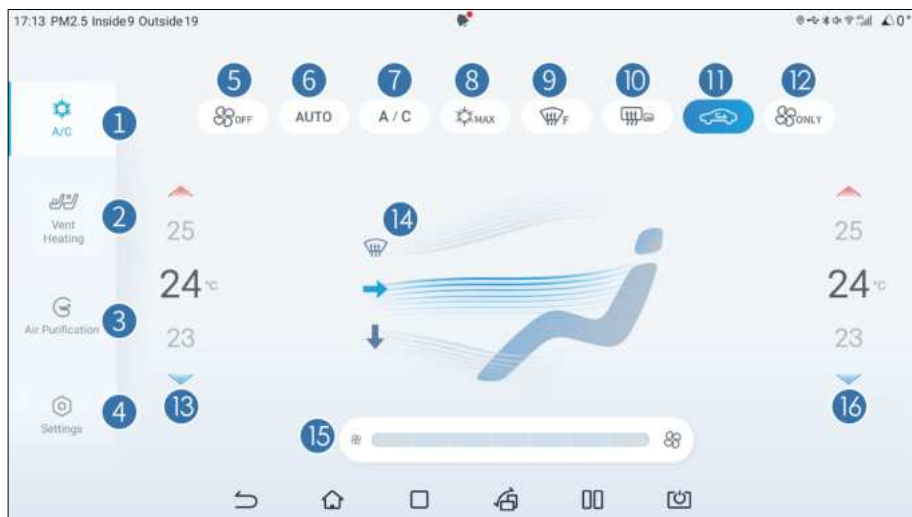 17:13 PM2.5 Inside9 Outside19
0°
5 6 7 8 9 10 11 12
OFF AUTO A / C MAX F ONLY
A/C 1
Vent
Heating 2
Air Purification 3
Settings 4
25
24 °C
23
13
14
15
25
24 °C
23
16